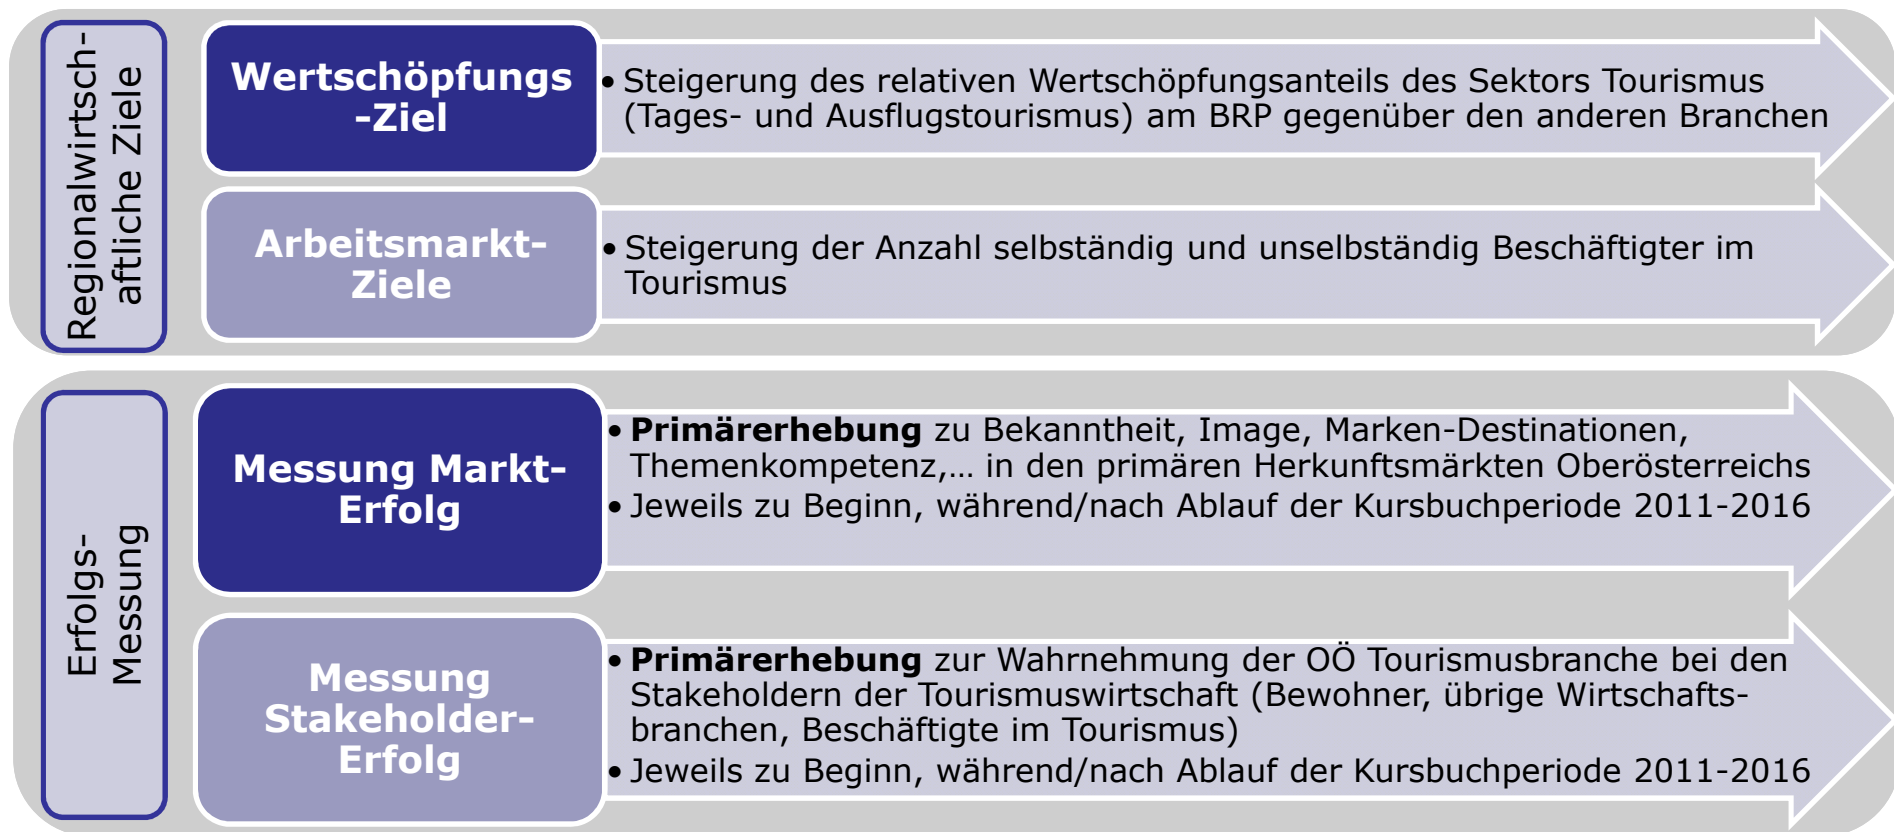 Regionalwirtsch-
aftliche Ziele
Wertschöpfungs
-Ziel
• Steigerung des relativen Wertschöpfungsanteils des Sektors Tourismus
(Tages- und Ausflugstourismus) am BRP gegenüber den anderen Branchen
Arbeitsmarkt-
Ziele
• Steigerung der Anzahl selbständig und unselbständig Beschäftigter im
Tourismus
Erfolgs-
Messung
Messung Markt-
Erfolg
• Primärerhebung zu Bekanntheit, Image, Marken-Destinationen,
Themenkompetenz,… in den primären Herkunftsmärkten Oberösterreichs
• Jeweils zu Beginn, während/nach Ablauf der Kursbuchperiode 2011-2016
Messung
Stakeholder-
Erfolg
• Primärerhebung zur Wahrnehmung der OÖ Tourismusbranche bei den
Stakeholdern der Tourismuswirtschaft (Bewohner, übrige Wirtschafts-
branchen, Beschäftigte im Tourismus)
• Jeweils zu Beginn, während/nach Ablauf der Kursbuchperiode 2011-2016